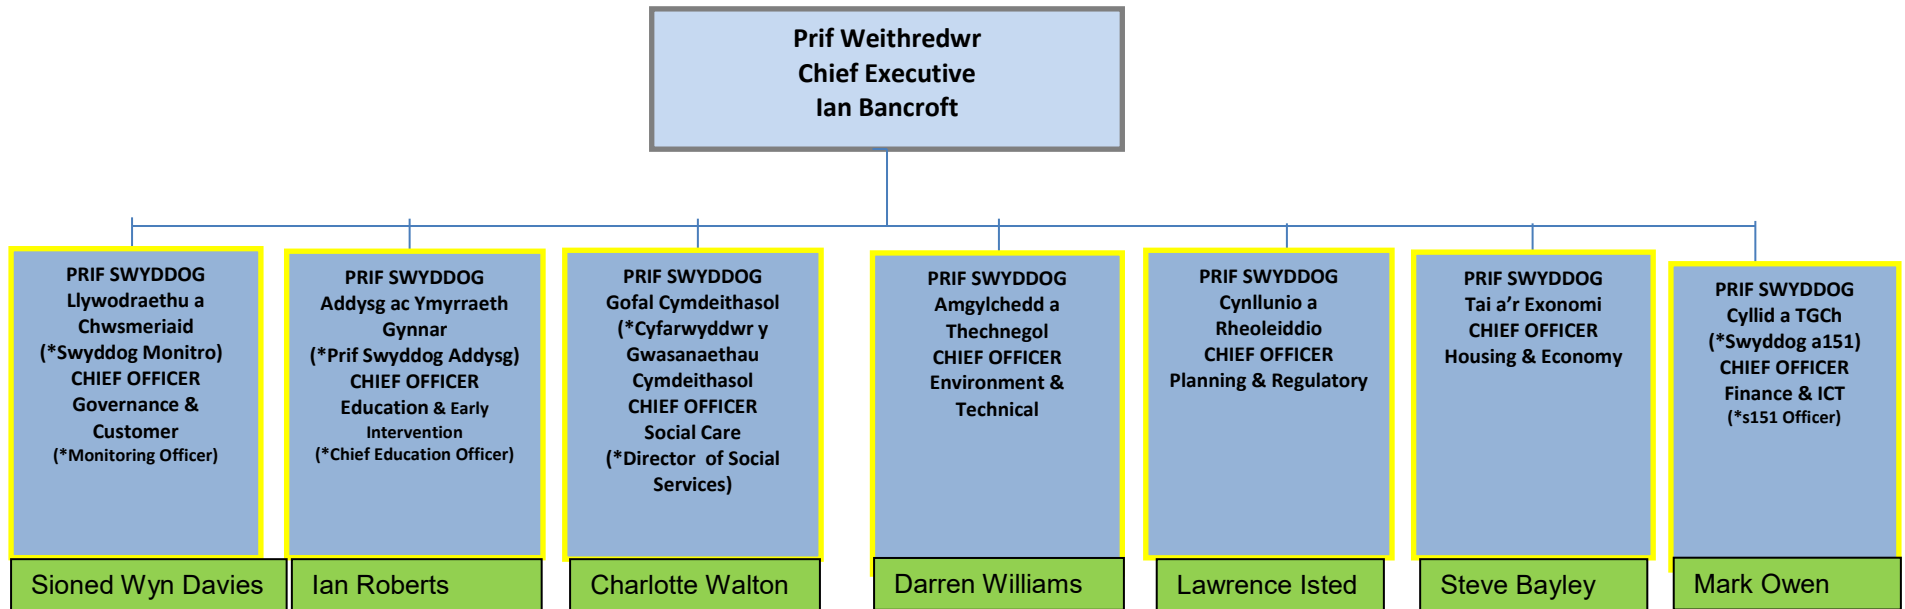 Prif Weithredwr
Chief Executive
Ian Bancroft
PRIF SWYDDOG
Llywodraethu a
Chwsmeriaid
(*Swyddog Monitro)
CHIEF OFFICER
Governance &
Customer
(*Monitoring Officer)
Sioned Wyn Davies
PRIF SWYDDOG
Addysg ac Ymyrraeth
Gynnar
(*Prif Swyddog Addysg)
CHIEF OFFICER
Education & Early
Intervention
(*Chief Education Officer)
Ian Roberts
PRIF SWYDDOG
Gofal Cymdeithasol
(*Cyfarwyddwr y
Gwasanaethau
Cymdeithasol
CHIEF OFFICER
Social Care
(*Director of Social
Services)
Charlotte Walton
PRIF SWYDDOG
Amgylchedd a
Thechnegol
CHIEF OFFICER
Environment &
Technical
Darren Williams
PRIF SWYDDOG
Cynllunio a
Rheoleiddio
CHIEF OFFICER
Planning & Regulatory
Lawrence Isted
PRIF SWYDDOG
Tai a’r Exonomi
CHIEF OFFICER
Housing & Economy
Steve Bayley
PRIF SWYDDOG
Cyllid a TGCh
(*Swyddog a151)
CHIEF OFFICER
Finance & ICT
(*s151 Officer)
Mark Owen